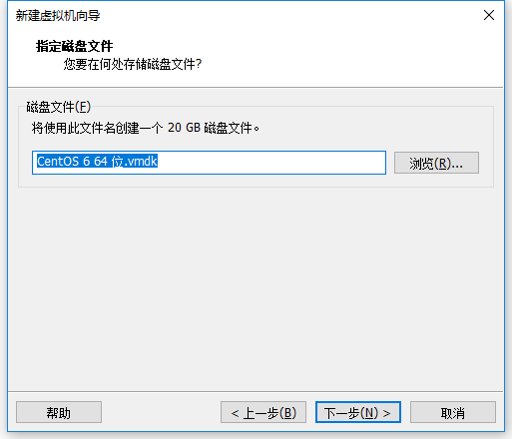 新建虚拟机向导
指定磁盘文件
您要在何处存储磁盘文件?
磁盘文件(F)
将使用此文件名创建一个 20 GB 磁盘文件。
CentOS 6 64 位.vmdk
浏览(R)...
帮助
< 上一步(B)
下一步(N) >
取消